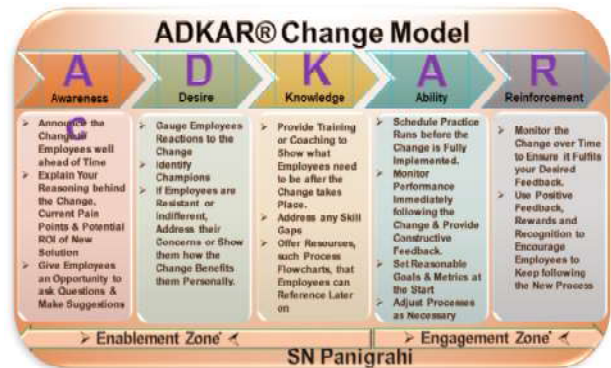 ADKAR® Change Model
A
Awareness
D
Desire
K
Knowledge
A
Ability
R
Reinforcement
Announce the
Employees well
ahead of Time
Explain Your
Reasoning behind
the Change,
Current Pain
Points & Potential
ROI of New
Solution
Give Employees
an Opportunity to
ask Questions &
Make Suggestions
Gauge Employees
Reactions to the
Change
Identify
Champions
If Employees are
Resistant or
Indifferent,
Address their
Concerns or Show
them how the
Change Benefits
them Personally.
Provide Training
or Coaching to
Show what
Employees need
to be after the
Change takes
Place.
Address any Skill
Gaps
Offer Resources,
such Process
Flowcharts, that
Employees can
Reference Later
on
Schedule Practice
Runs before the
Change is Fully
Implemented.
Monitor
Performance
Immediately
following the
Change & Provide
Constructive
Feedback.
Set Reasonable
Goals & Metrics at
the Start
Adjust Processes
as Necessary
Monitor the
Change over Time
to Ensure it Fulfils
your Desired
Feedback.
Use Positive
Feedback,
Rewards and
Recognition to
Encourage
Employees to
Keep following
the New Process
Enablement Zone
Engagement Zone
SN Panigrahi